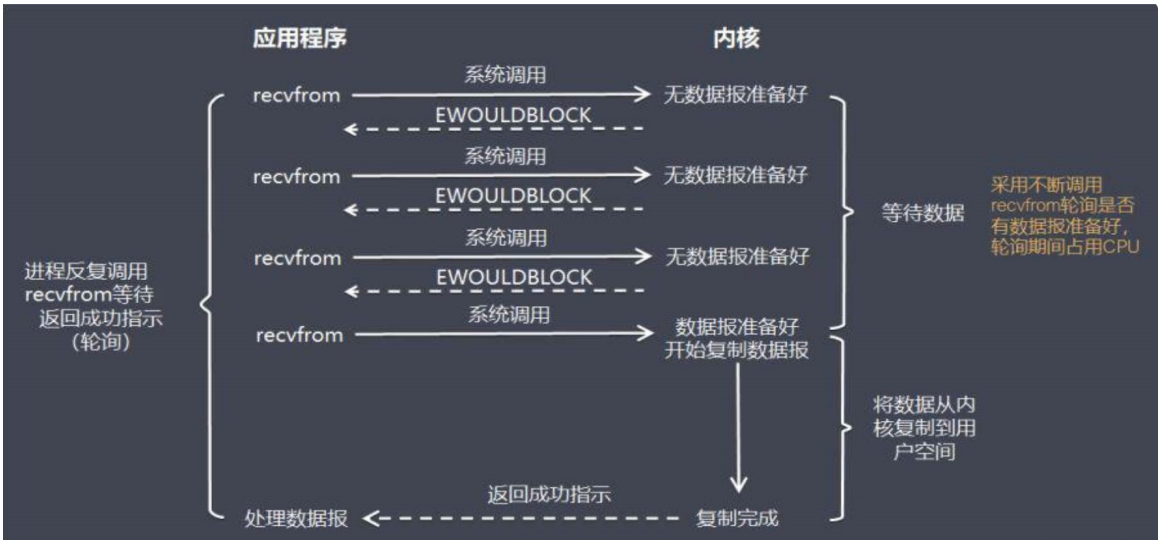 应用程序
内核
系统调用
recvfrom
无数据报准备好
EWOULDBLOCK
系统调用
recvfrom
无数据报准备好
EWOULDBLOCK
系统调用
recvfrom
无数据报准备好
EWOULDBLOCK
系统调用
recvfrom
数据报准备好
开始复制数据报
等待数据
采用不断调用
recvfrom轮询是否
有数据报准备好，
轮询期间占用CPU
进程反复调用
recvfrom等待
返回成功指示
（轮询）
将数据从内
核复制到用
户空间
返回成功指示
处理数据报
复制完成